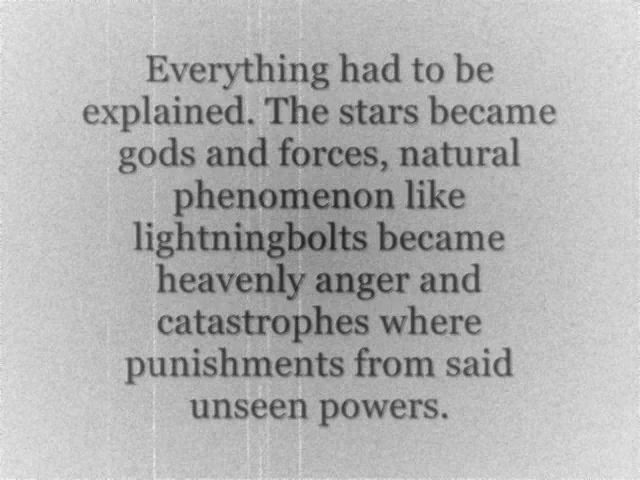 Everything had to be
explained. The stars became
gods and forces, natural
phenomenon like
lightningbolts became
heavenly anger and
catastrophes where
punishments from said
unseen powers.